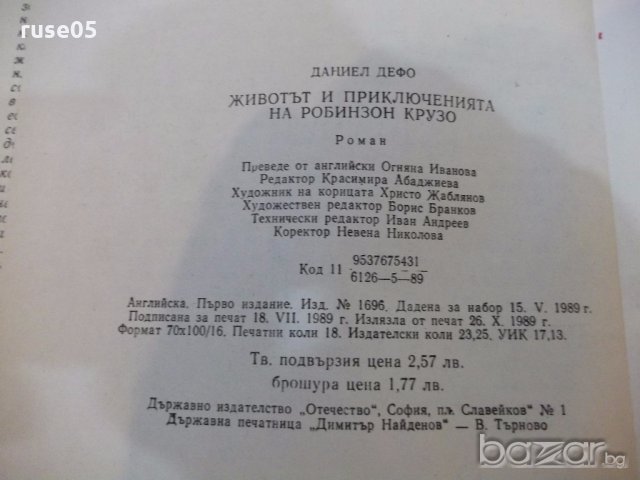 ruse05
ДАНИЕЛ ДЕФО
ЖИВОТЪТ И ПРИКЛЮЧЕНИЯТА
НА РОБИНЗОН КРУЗО
Роман
Преведе от английски Огняна Иванова
Редактор Красимира Абаджиева
Художник на корицата Христо Жаблянов
Художествен редактор Борис Бранков
Технически редактор Иван Андреев
Коректор Невена Николова
Код 11 9537675431
6126—5—89
Английска. Първо издание. Изд. № 1696. Дадена за набор 15. V. 1989 г.
Подписана за печат 18. VII. 1989 г. Излязла от печат 26. X. 1989 г.
Формат 70x100/16. Печатни коли 18. Издателски коли 23,25. УИК 17,13.
Тв. подвързия цена 2,57 лв.
брошура цена 1,77 лв.
Държавно издателство „Отечество“, София, пл. Славейков“ № 1
Държавна печатница „Димитър Найденов“ — В. Търново
bazar.bg